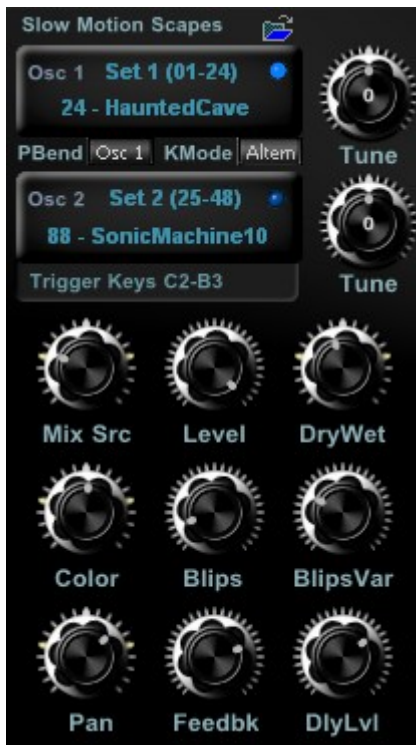 Slow Motion Scapes
Osc 1 Set 1 (01-24)
24 - HauntedCave
0
Tune
PBend Osc 1 KMode Altern
Osc 2 Set 2 (25-48)
88 - SonicMachine10
0
Tune
Trigger Keys C2-B3
Mix Src Level DryWet
Color Blips BlipsVar
Pan Feedbk DlyLvl